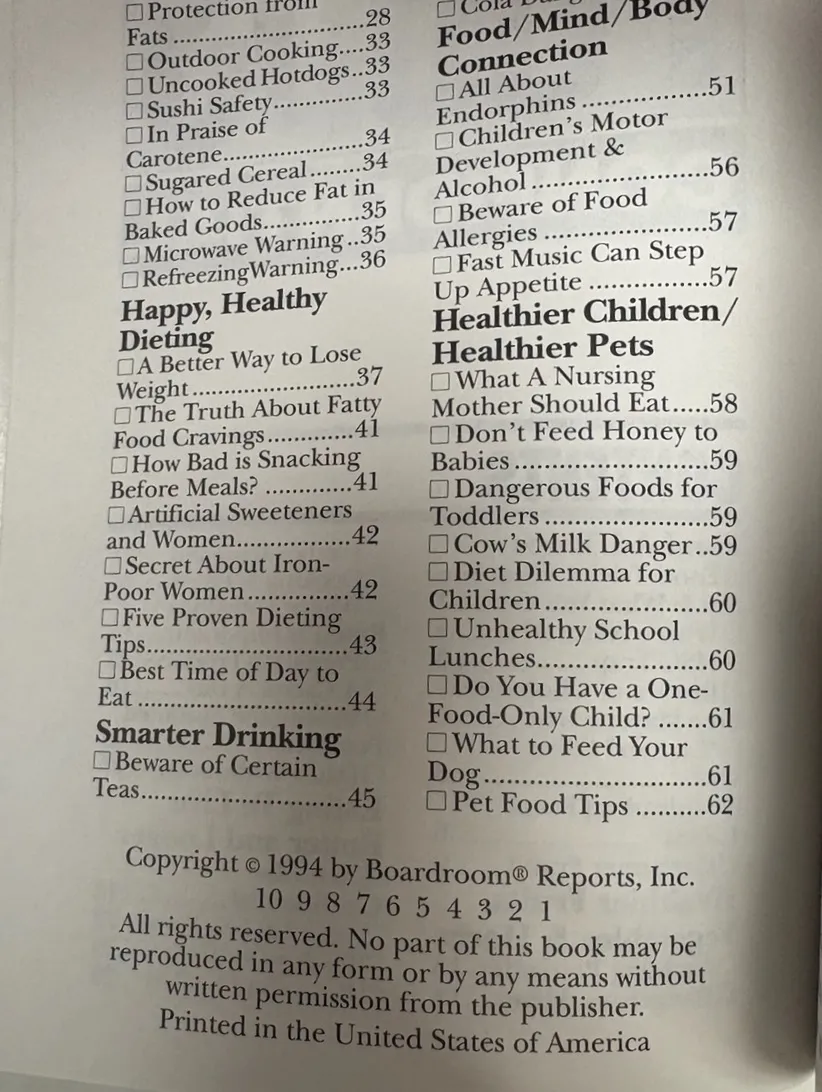 ☐ Protection from
Fats ............................28
☐ Outdoor Cooking....33
☐ Uncooked Hotdogs..33
☐ Sushi Safety..............33
☐ In Praise of
Carotene......................34
☐ Sugared Cereal........34
☐ How to Reduce Fat in
Baked Goods...............35
☐ Microwave Warning..35
☐ RefreezingWarning...36
Happy, Healthy
Dieting
☐ A Better Way to Lose
Weight.........................37
☐ The Truth About Fatty
Food Cravings.............41
☐ How Bad is Snacking
Before Meals? .............41
☐ Artificial Sweeteners
and Women.................42
☐ Secret About Iron-
Poor Women...............42
☐ Five Proven Dieting
Tips..............................43
☐ Best Time of Day to
Eat ...............................44
Smarter Drinking
☐ Beware of Certain
Teas...............................45
☐ Cola
Food/Mind/Body
Connection
☐ All About
Endorphins ...................51
☐ Children's Motor
Development &
Alcohol ..........................56
☐ Beware of Food
Allergies ........................57
☐ Fast Music Can Step
Up Appetite ..................57
Healthier Children/
Healthier Pets
☐ What A Nursing
Mother Should Eat.....58
☐ Don't Feed Honey to
Babies ............................59
☐ Dangerous Foods for
Toddlers ........................59
☐ Cow's Milk Danger..59
☐ Diet Dilemma for
Children........................60
☐ Unhealthy School
Lunches.........................60
☐ Do You Have a One-
Food-Only Child? .......61
☐ What to Feed Your
Dog.................................61
☐ Pet Food Tips ..........62
Copyright © 1994 by Boardroom® Reports, Inc.
10 9 8 7 6 5 4 3 2 1
All rights reserved. No part of this book may be
reproduced in any form or by any means without
written permission from the publisher.
Printed in the United States of America